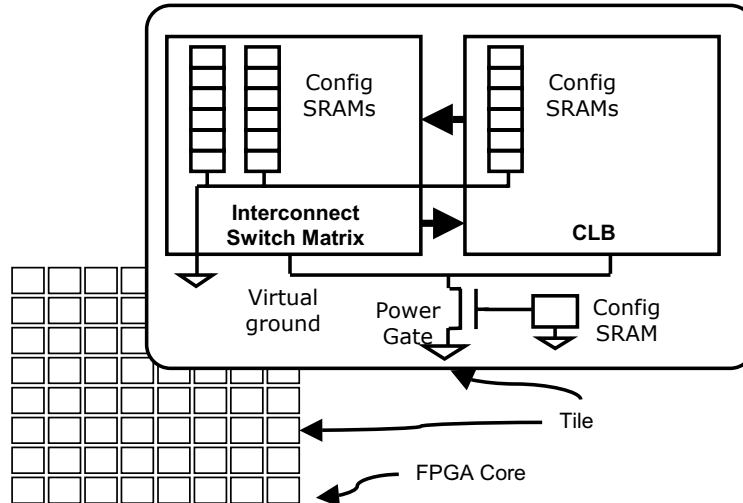 Config
SRAMs
Config
SRAMs
Interconnect
Switch Matrix
CLB
Virtual
ground
Power
Gate
Config
SRAM
Tile
FPGA Core